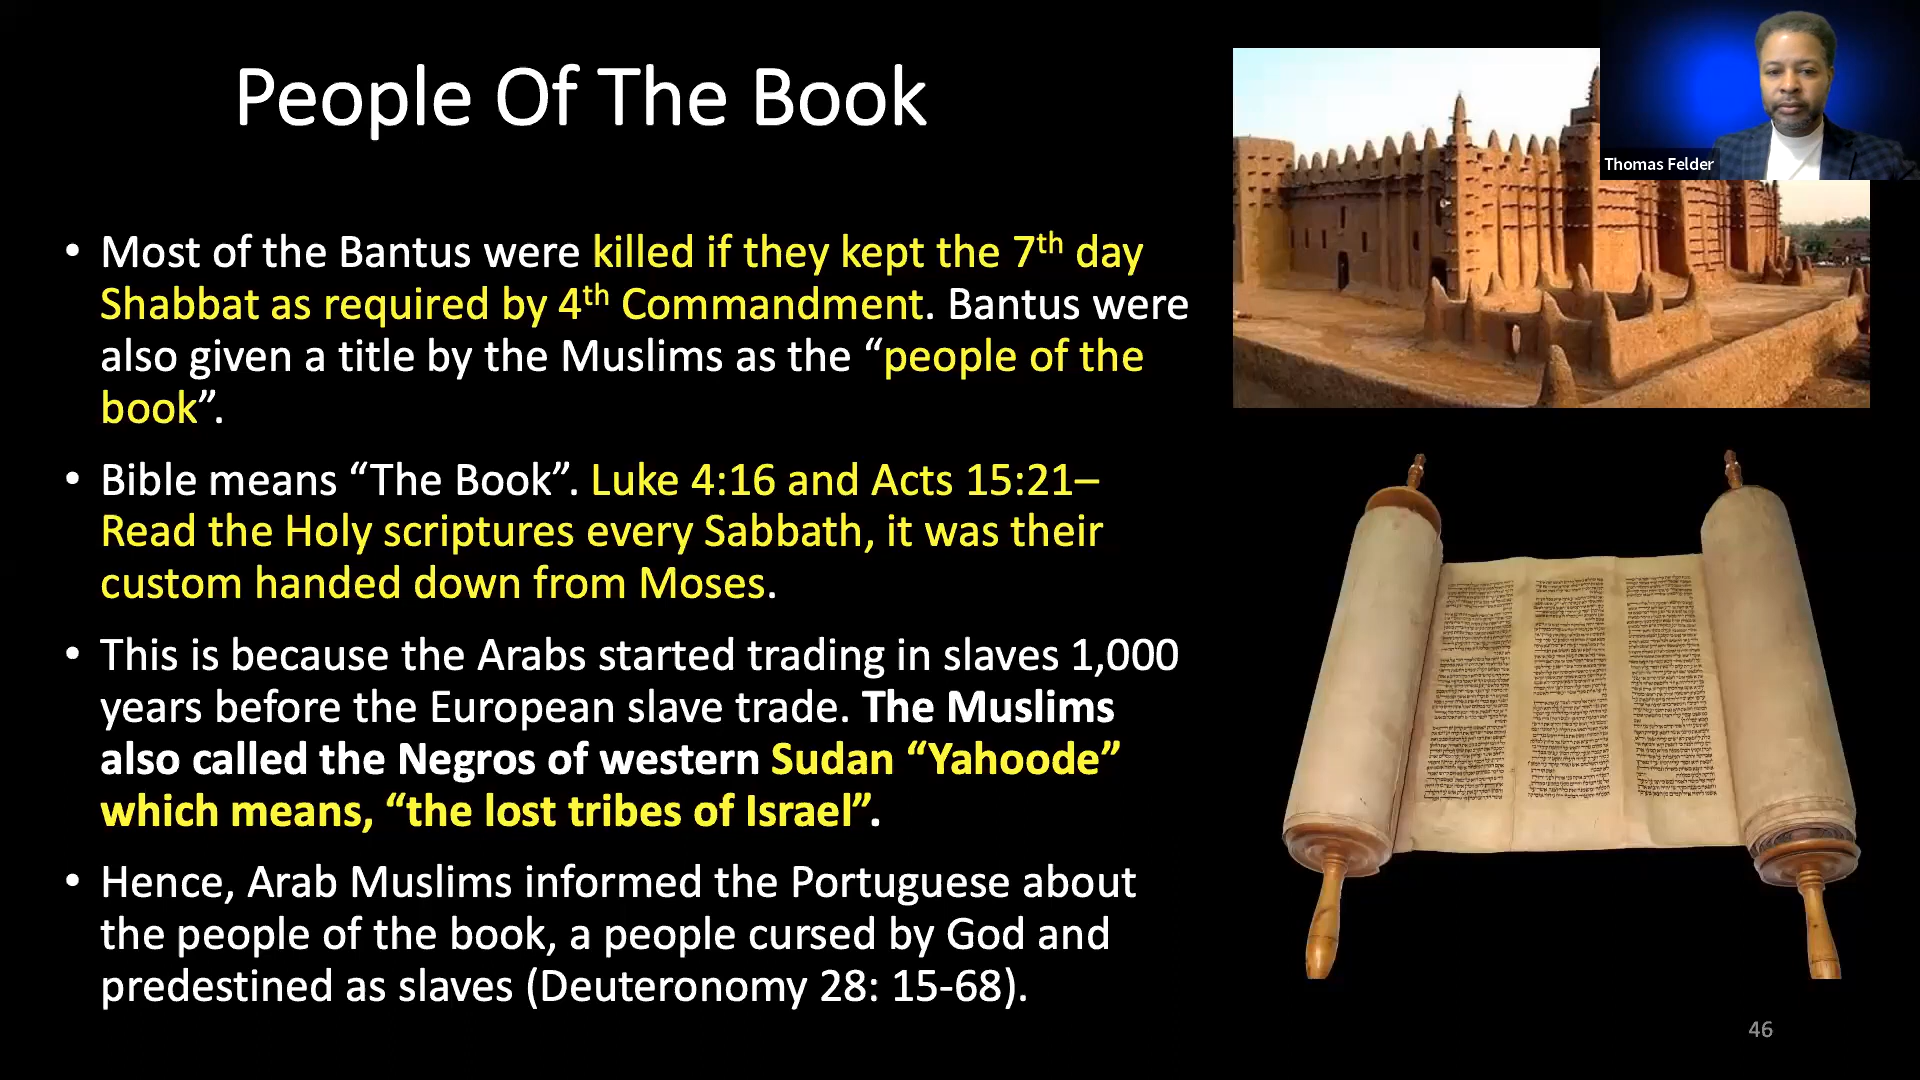 People Of The Book
Thomas Felder
• Most of the Bantus were killed if they kept the 7th day
Shabbat as required by 4th Commandment. Bantus were
also given a title by the Muslims as the “people of the
book”.
• Bible means “The Book”. Luke 4:16 and Acts 15:21–
Read the Holy scriptures every Sabbath, it was their
custom handed down from Moses.
• This is because the Arabs started trading in slaves 1,000
years before the European slave trade. The Muslims
also called the Negros of western Sudan “Yahoode”
which means, “the lost tribes of Israel”.
• Hence, Arab Muslims informed the Portuguese about
the people of the book, a people cursed by God and
predestined as slaves (Deuteronomy 28: 15-68).
46